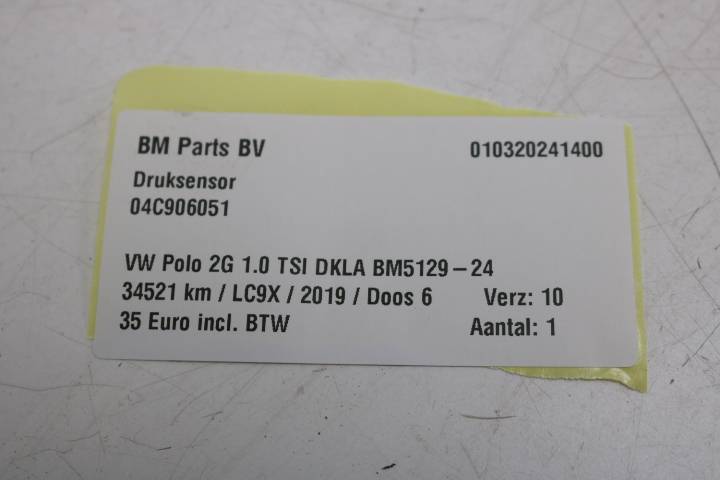 BM Parts BV 010320241400
Druksensor
04C906051
VW Polo 2G 1.0 TSI DKLA BM5129-24
34521 km / LC9X / 2019 / Doos 6 Verz: 10
35 Euro incl. BTW Aantal: 1